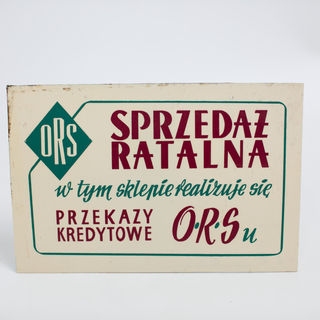 ORS
SPRZEDAŻ
RATALNA
w tym sklepie realizuje się
PRZEKAZY
KREDYTOWE
O·R·S u